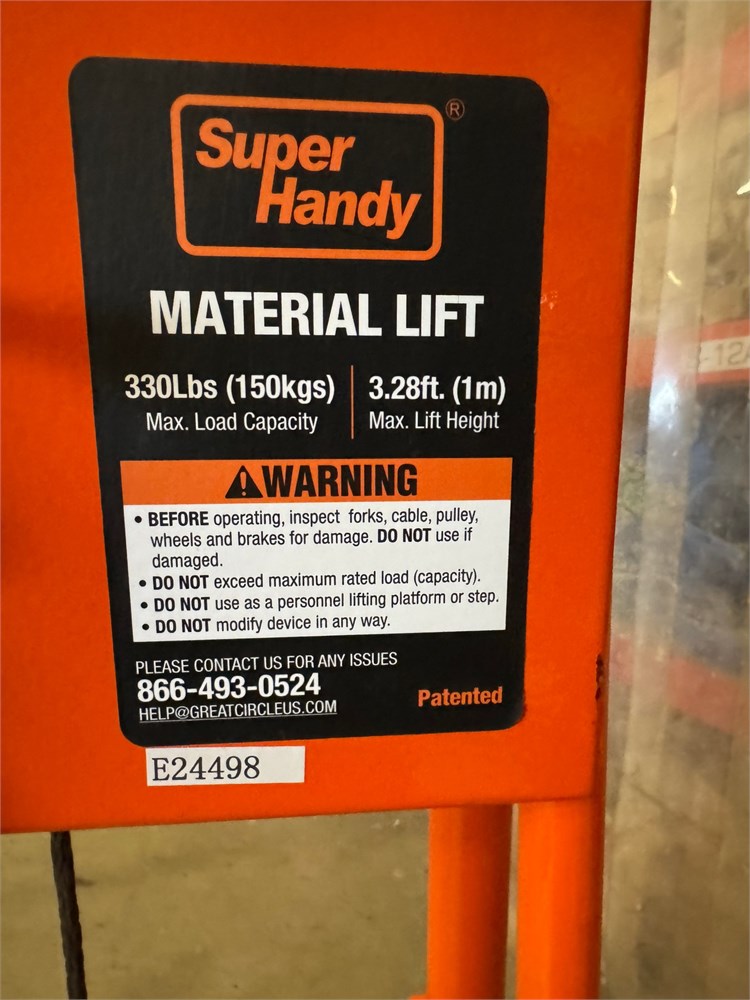 Super
Handy
®
MATERIAL LIFT
330Lbs (150kgs)
Max. Load Capacity
3.28ft. (1m)
Max. Lift Height
WARNING
• BEFORE operating, inspect forks, cable, pulley,
wheels and brakes for damage. DO NOT use if
damaged.
• DO NOT exceed maximum rated load (capacity).
• DO NOT use as a personnel lifting platform or step.
• DO NOT modify device in any way.
PLEASE CONTACT US FOR ANY ISSUES
866-493-0524
HELP@GREATCIRCLEUS.COM
Patented
E24498